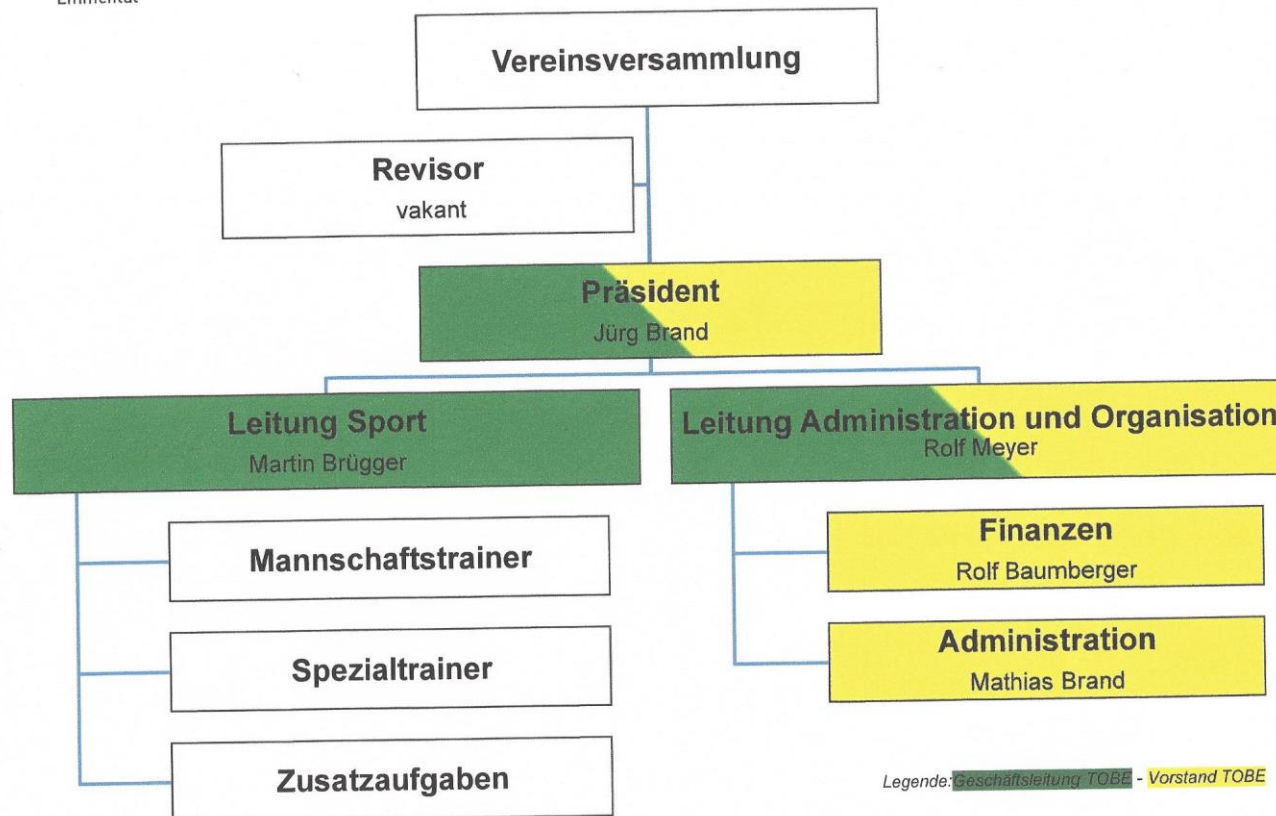 Emmental
Vereinsversammlung
Revisor
vakant
Präsident
Jürg Brand
Leitung Sport
Martin Brügger
Leitung Administration und Organisation
Rolf Meyer
Mannschaftstrainer
Spezialtrainer
Zusatzaufgaben
Finanzen
Rolf Baumberger
Administration
Mathias Brand
Legende: Geschäftsleitung TOBE - Vorstand TOBE